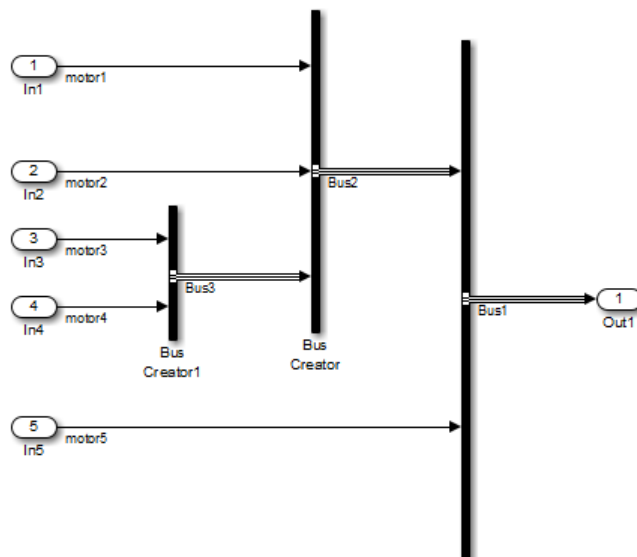 1
motor1
In1
2
motor2
In2
Bus2
3
motor3
In3
4
motor4
In4
Bus3
Bus
Creator1
Bus
Creator
Bus1
1
Out1
5
motor5
In5